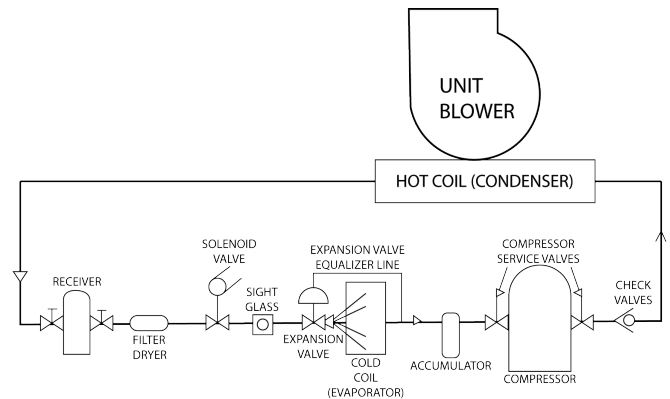 UNIT
BLOWER
HOT COIL (CONDENSER)
SOLENOID
VALVE
EXPANSION VALVE
EQUALIZER LINE
COMPRESSOR
SERVICE VALVES
RECEIVER
SIGHT
GLASS
CHECK
VALVES
FILTER
DRYER
EXPANSION
VALVE
COLD
COIL
(EVAPORATOR)
ACCUMULATOR
COMPRESSOR